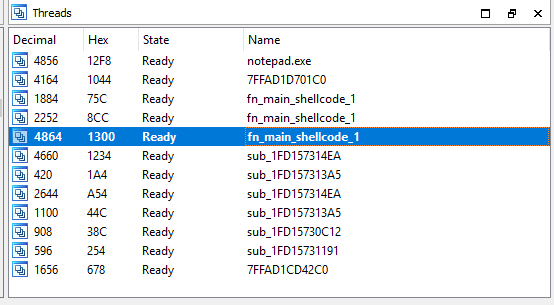 Threads
Decimal Hex State Name
4856 12F8 Ready notepad.exe
4164 1044 Ready 7FFAD1D701C0
1884 75C Ready fn_main_shellcode_1
2252 8CC Ready fn_main_shellcode_1
4864 1300 Ready fn_main_shellcode_1
4660 1234 Ready sub_1FD157314EA
420 1A4 Ready sub_1FD157313A5
2644 A54 Ready sub_1FD157314EA
1100 44C Ready sub_1FD157313A5
908 38C Ready sub_1FD15730C12
596 254 Ready sub_1FD15731191
1656 678 Ready 7FFAD1CD42C0